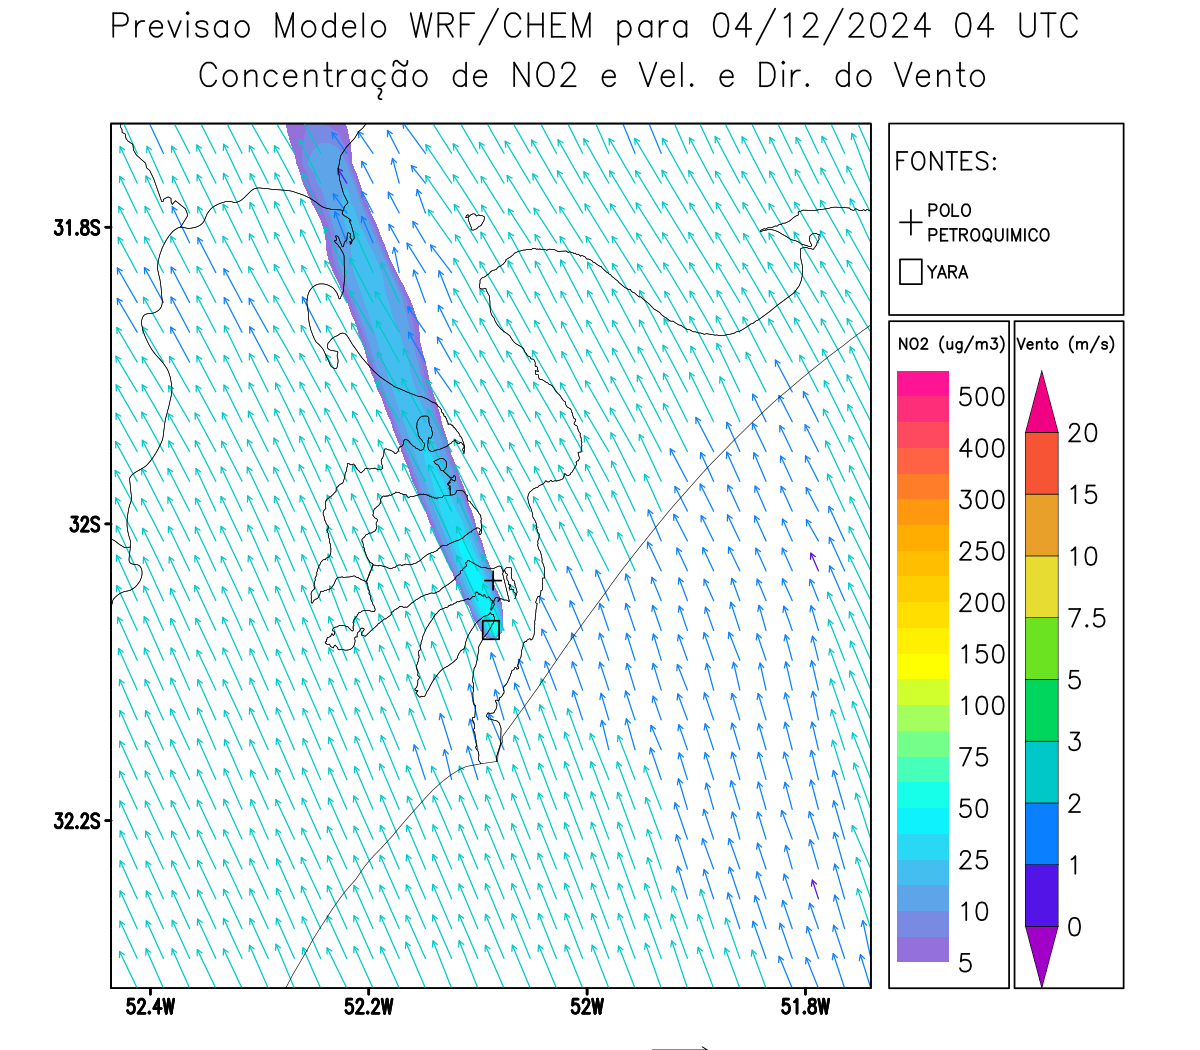 Previsao Modelo WRF/CHEM para 04/12/2024 04 UTC
Concentração de NO2 e Vel. e Dir. do Vento
FONTES:
POLO
PETROQUIMICO
YARA
NO2 (ug/m3)
500
400
300
250
200
150
100
75
50
25
10
5
Vento (m/s)
20
15
10
7.5
5
3
2
1
0
31.8S
32S
32.2S
52.4W
52.2W
52W
51.8W